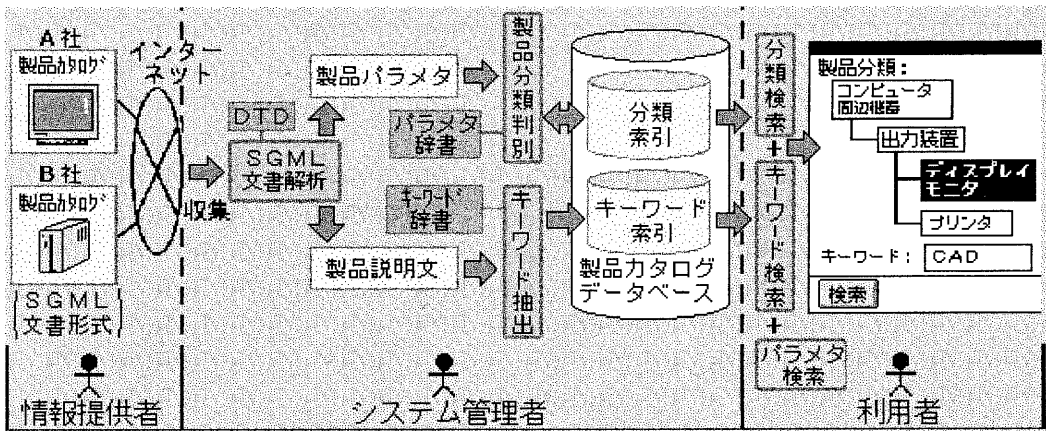 A社
製品カタログ
B社
製品カタログ
(SGML
文書形式)
インター
ネット
収集
DTD
SGML
文書解析
製品パラメタ
パラメタ
辞書
キーワード
辞書
製品説明文
製品分類判別
キーワード抽出
分類
索引
キーワード
索引
製品カタログ
データベース
分類検索
+
キーワード検索
+
パラメタ
検索
製品分類:
コンピュータ
周辺機器
出力装置
ディスプレイ
モニタ
プリンタ
キーワード: CAD
検索
情報提供者
システム管理者
利用者